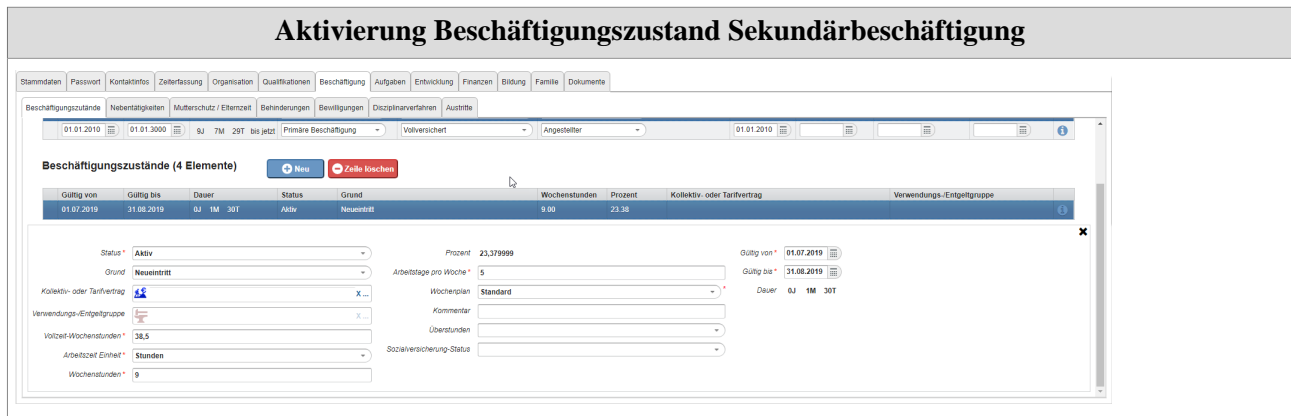 Aktivierung Beschäftigungszustand Sekundärbeschäftigung
Stammdaten Passwort Kontaktinfos Zeiterfassung Organisation Qualifikationen Beschäftigung Aufgaben Entwicklung Finanzen Bildung Familie Dokumente
Beschäftigungszutände Nebentätigkeiten Mutterschutz / Elternzeit Behinderungen Bewilligungen Disziplinarverfahren Austritte
01.01.2010 01.01.3000 9J 7M 29T bis jetzt Primäre Beschäftigung Vollversichert Angestellter 01.01.2010
Beschäftigungszustände (4 Elemente) Neu Zeile löschen
Gültig von Gültig bis Dauer Status Grund Wochenstunden Prozent Kollektiv- oder Tarifvertrag Verwendungs-/Entgeltgruppe
01.07.2019 31.08.2019 0J 1M 30T Aktiv Neueintritt 9.00 23.38
Status* Aktiv Prozent 23,379999 Gültig von* 01.07.2019
Grund Neueintritt Arbeitstage pro Woche* 5 Gültig bis* 31.08.2019
Kollektiv- oder Tarifvertrag X ... Wochenplan Standard * Dauer 0J 1M 30T
Verwendungs-/Entgeltgruppe X ... Kommentar
Vollzeit-Wochenstunden* 38,5 Überstunden
Arbeitszeit Einheit* Stunden Sozialversicherung-Status
Wochenstunden* 9